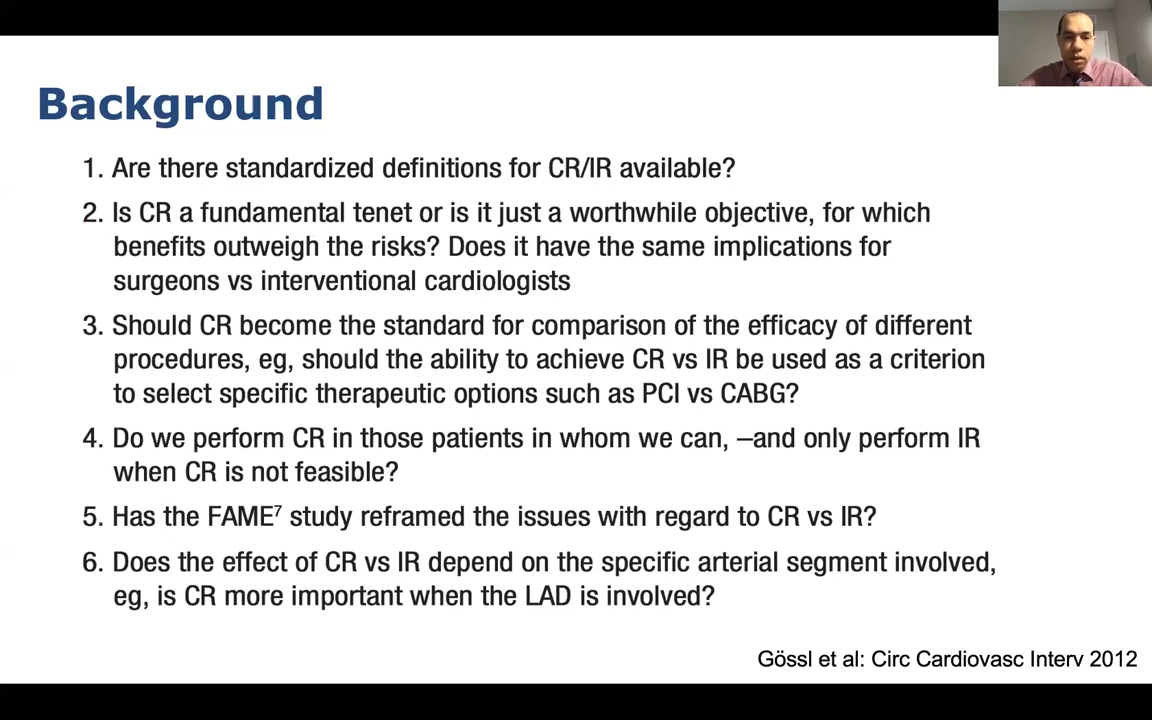 Background
1. Are there standardized definitions for CR/IR available?
2. Is CR a fundamental tenet or is it just a worthwhile objective, for which
benefits outweigh the risks? Does it have the same implications for
surgeons vs interventional cardiologists
3. Should CR become the standard for comparison of the efficacy of different
procedures, eg, should the ability to achieve CR vs IR be used as a criterion
to select specific therapeutic options such as PCI vs CABG?
4. Do we perform CR in those patients in whom we can, –and only perform IR
when CR is not feasible?
5. Has the FAME⁷ study reframed the issues with regard to CR vs IR?
6. Does the effect of CR vs IR depend on the specific arterial segment involved,
eg, is CR more important when the LAD is involved?
Gössl et al: Circ Cardiovasc Interv 2012